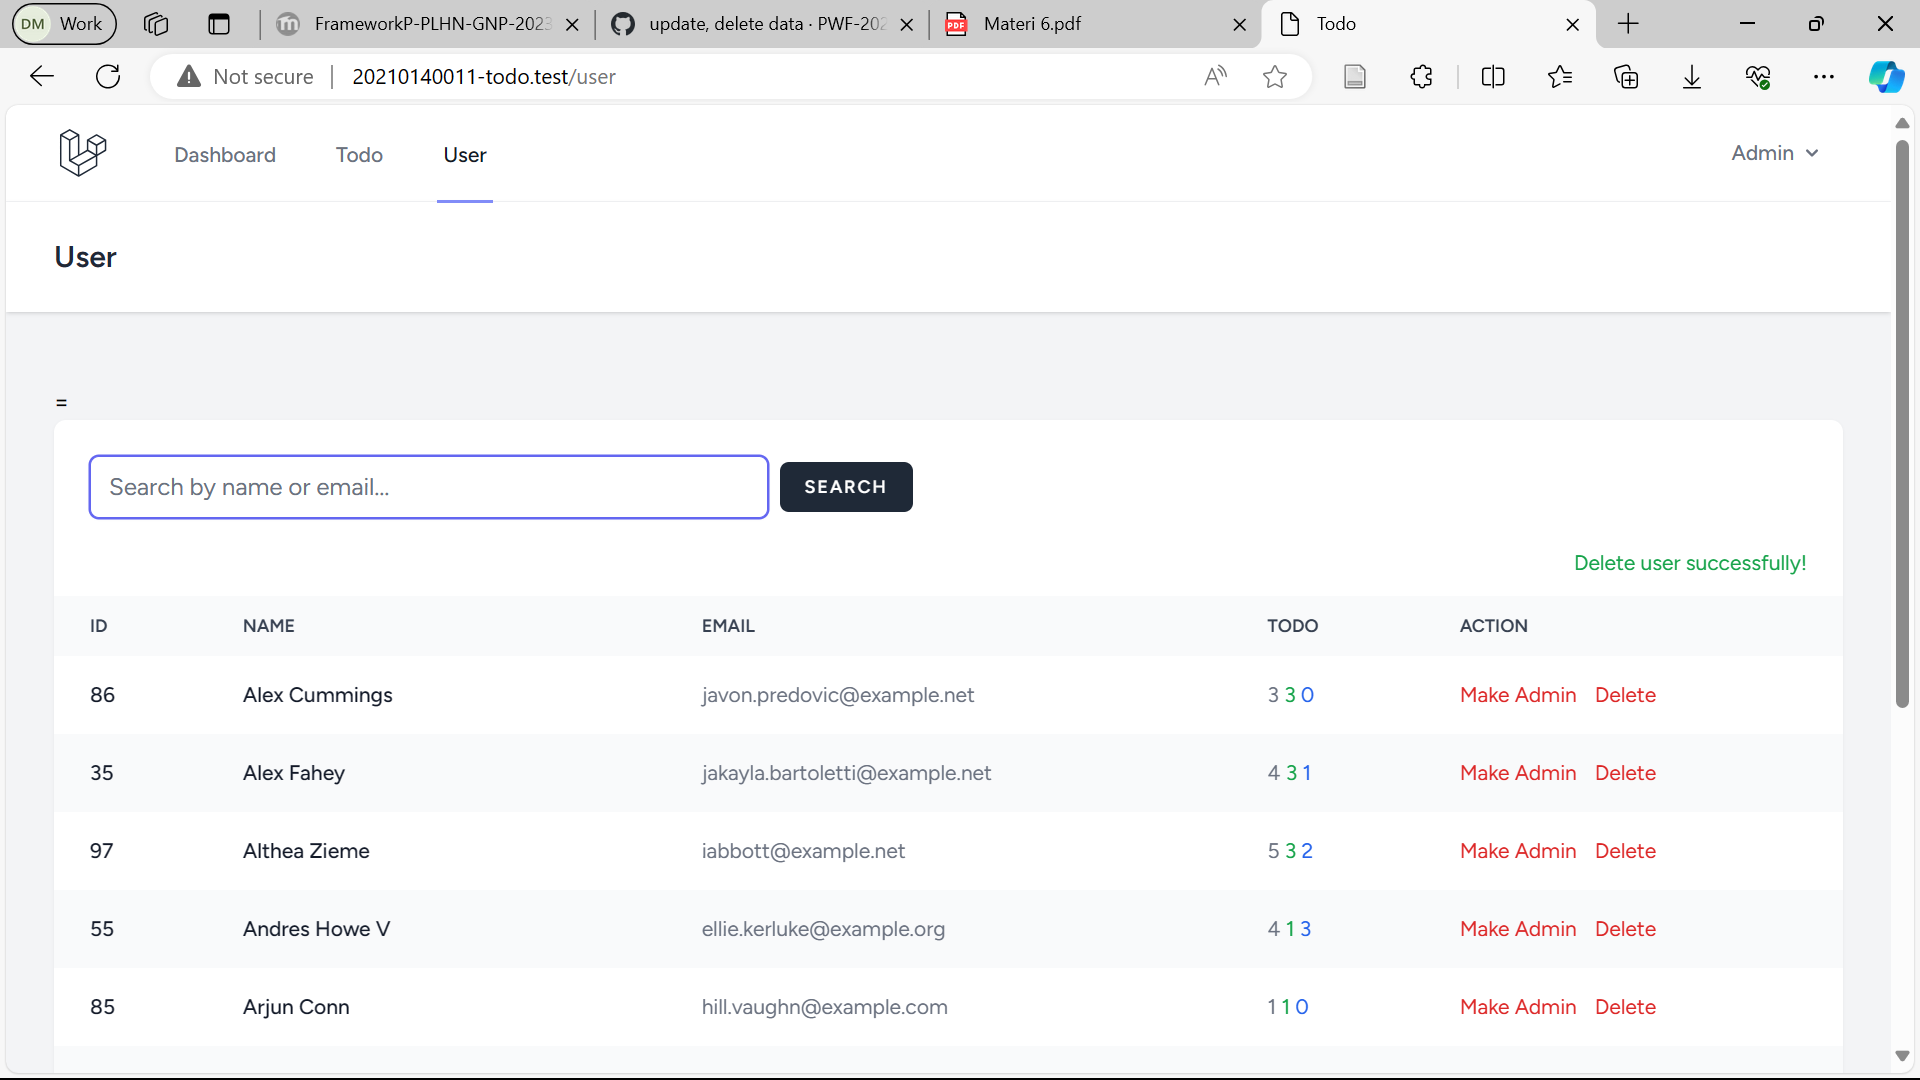 DM Work
FrameworkP-PLHN-GNP-2023
update, delete data · PWF-202
PDF Materi 6.pdf
Todo
Not secure 20210140011-todo.test/user
Dashboard Todo User Admin
User
=
Search by name or email...
SEARCH
Delete user successfully!
ID NAME EMAIL TODO ACTION
86 Alex Cummings javon.predovic@example.net 3 3 0 Make Admin Delete
35 Alex Fahey jakayla.bartoletti@example.net 4 3 1 Make Admin Delete
97 Althea Zieme iabbott@example.net 5 3 2 Make Admin Delete
55 Andres Howe V ellie.kerluke@example.org 4 1 3 Make Admin Delete
85 Arjun Conn hill.vaughn@example.com 1 1 0 Make Admin Delete